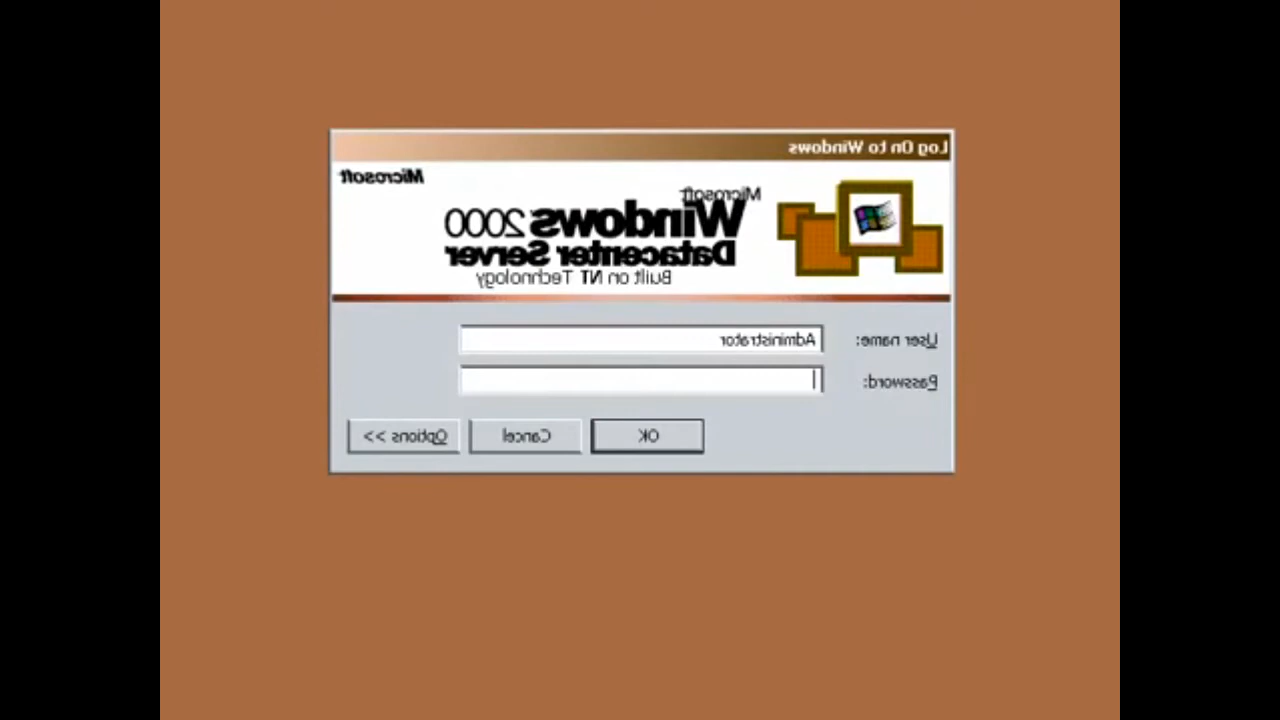 Log On to Windows
Microsoft
Microsoft
Windows 2000
Datacenter Server
Built on NT Technology
User name: Administrator
Password:
OK Cancel Options >>